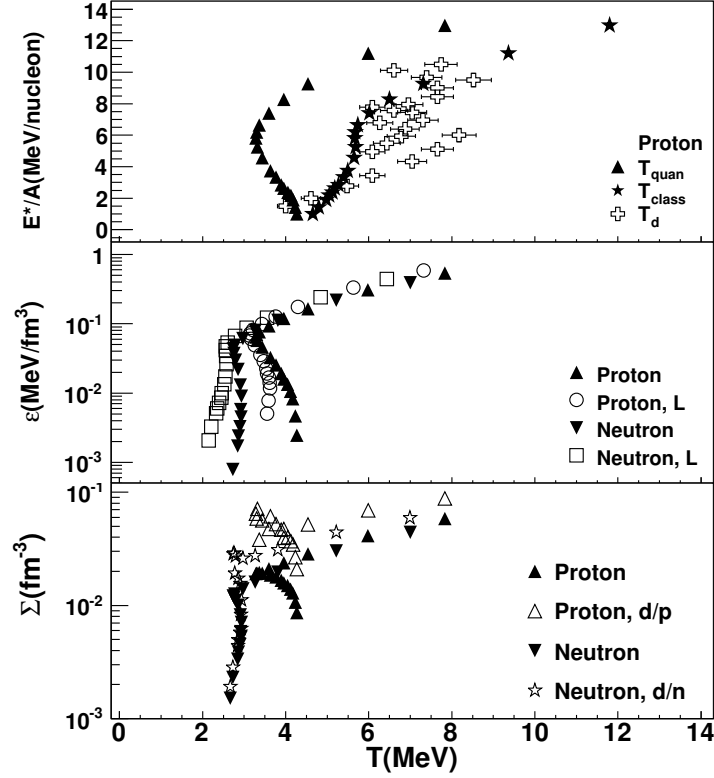 E*/A(MeV/nucleon)
14
12
10
8
6
4
2
0
Proton
T_quan
T_class
T_d
ε(MeV/fm^3)
1
10^-1
10^-2
10^-3
Proton
Proton, L
Neutron
Neutron, L
Σ(fm^-3)
10^-1
10^-2
10^-3
Proton
Proton, d/p
Neutron
Neutron, d/n
0 2 4 6 8 10 12 14
T(MeV)